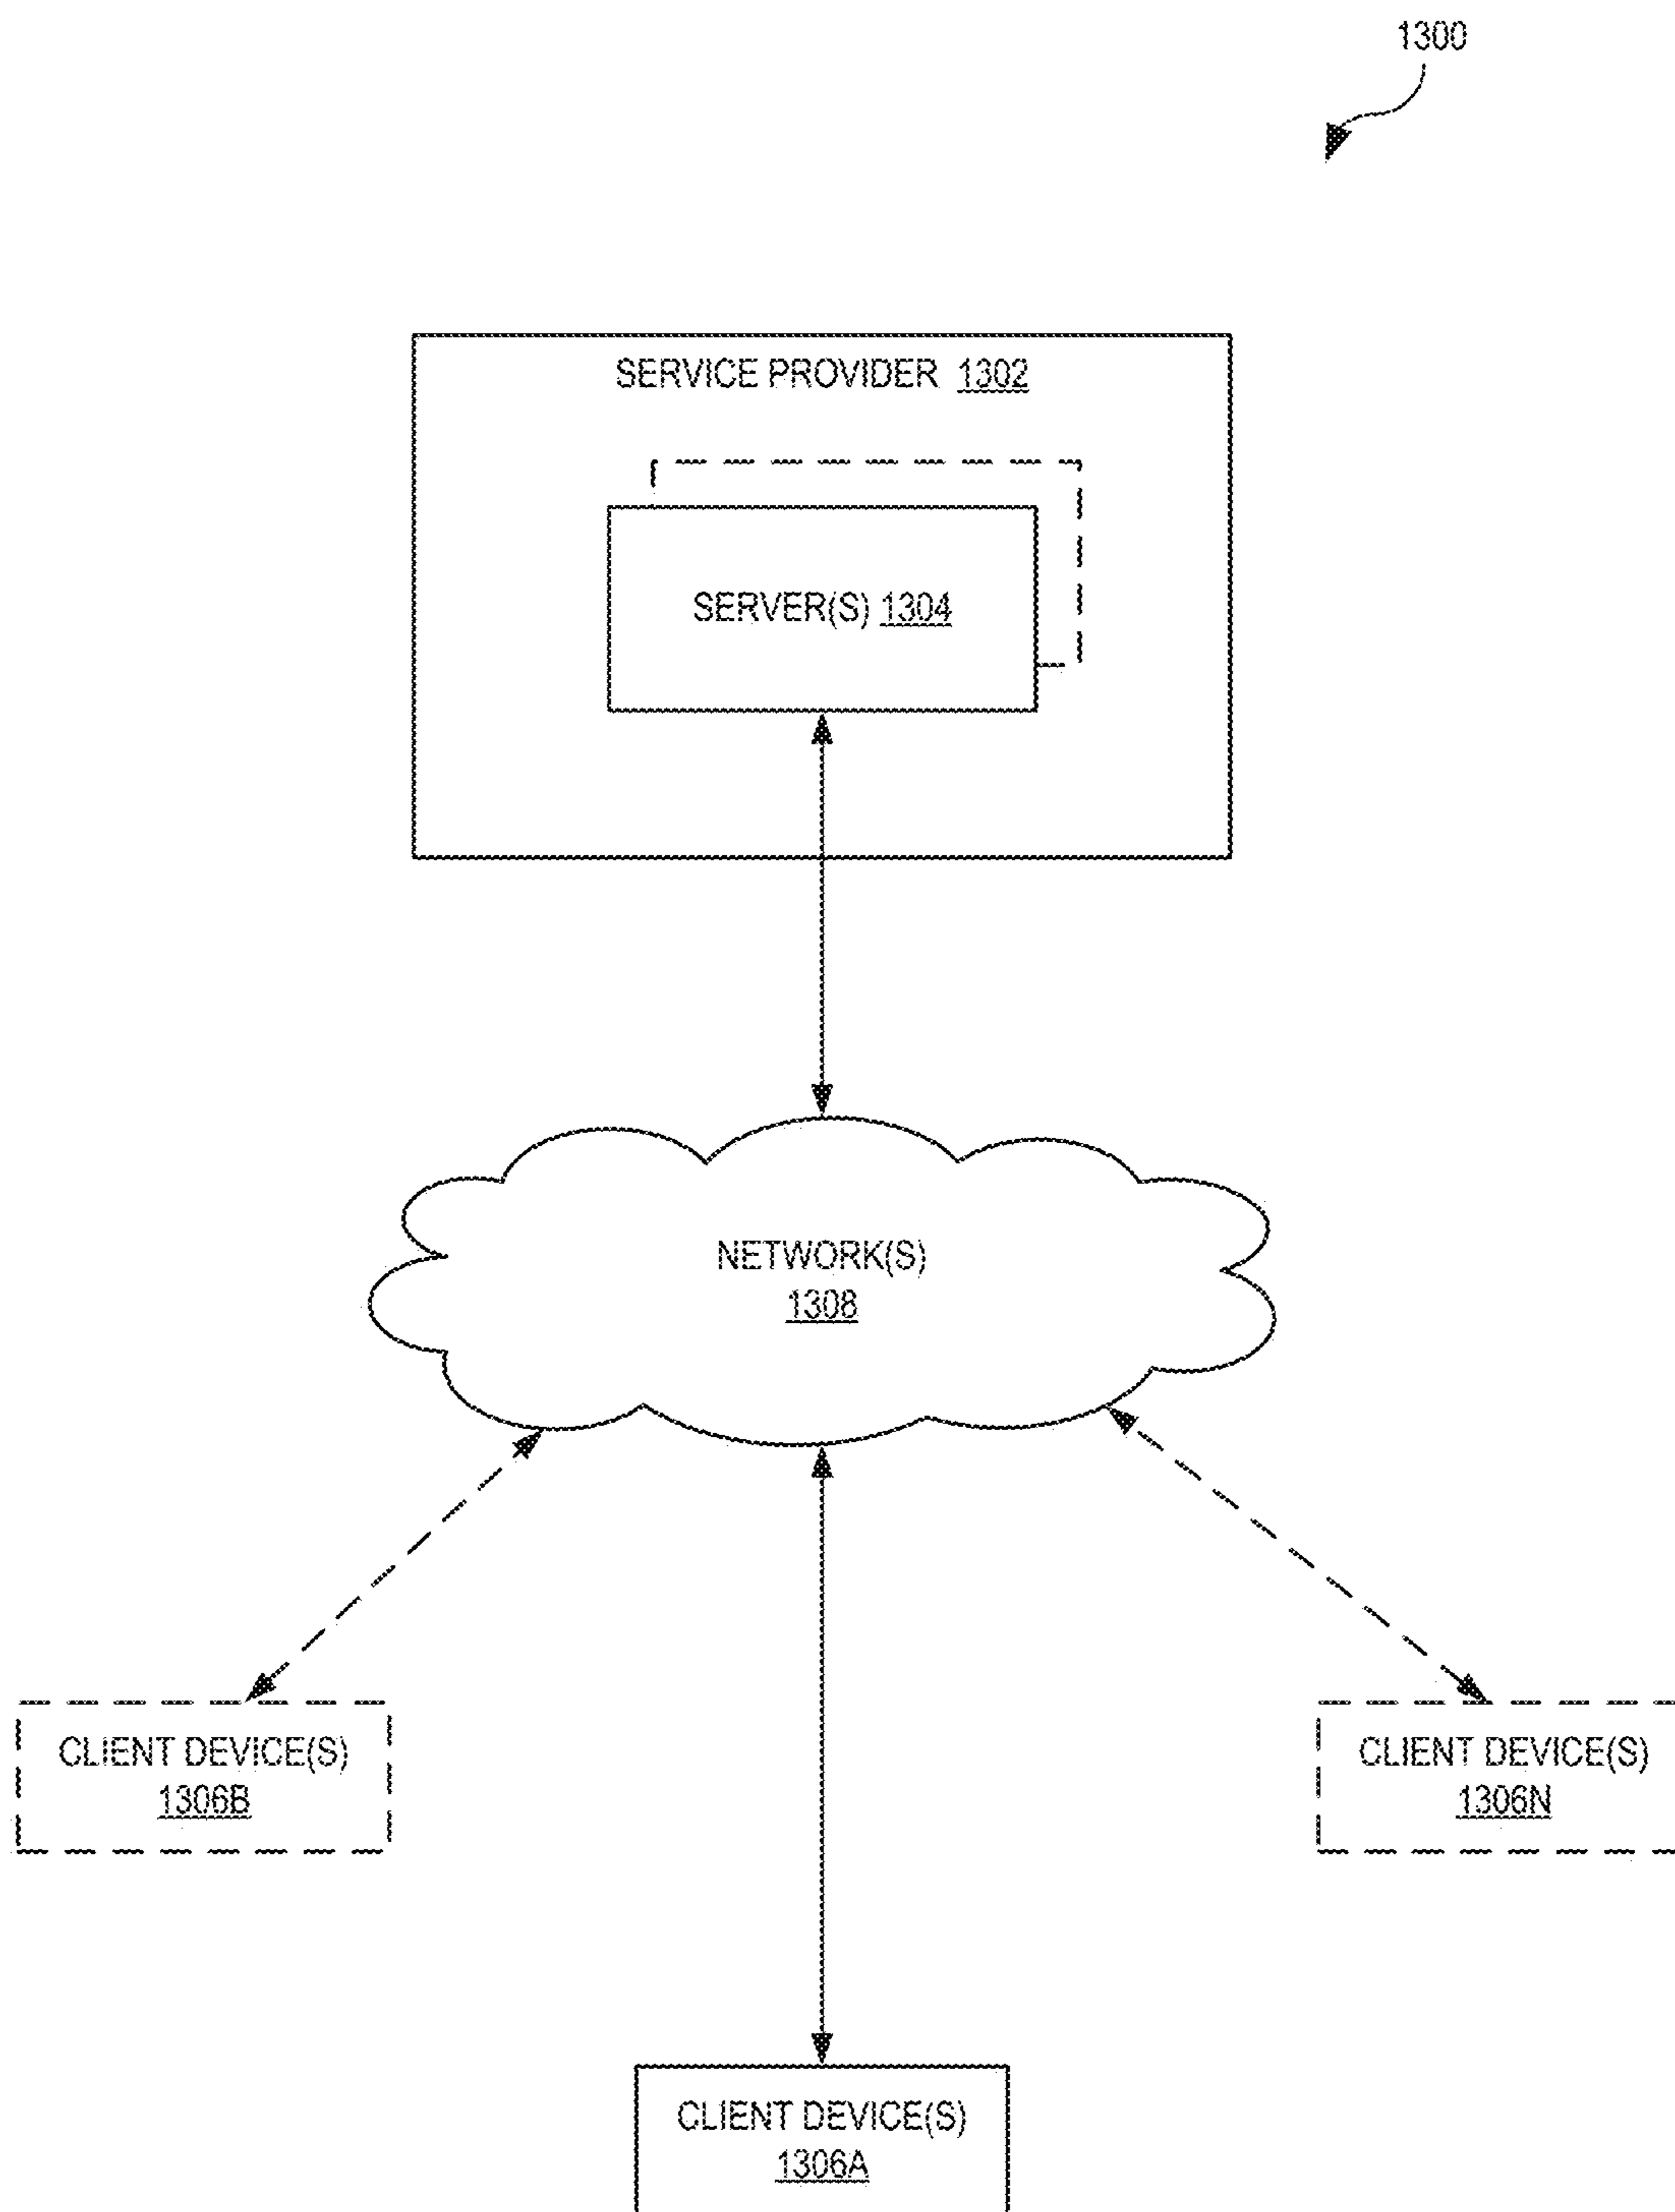 1300
SERVICE PROVIDER 1302
SERVER(S) 1304
NETWORK(S)
1308
CLIENT DEVICE(S)
1306B
CLIENT DEVICE(S)
1306N
CLIENT DEVICE(S)
1306A